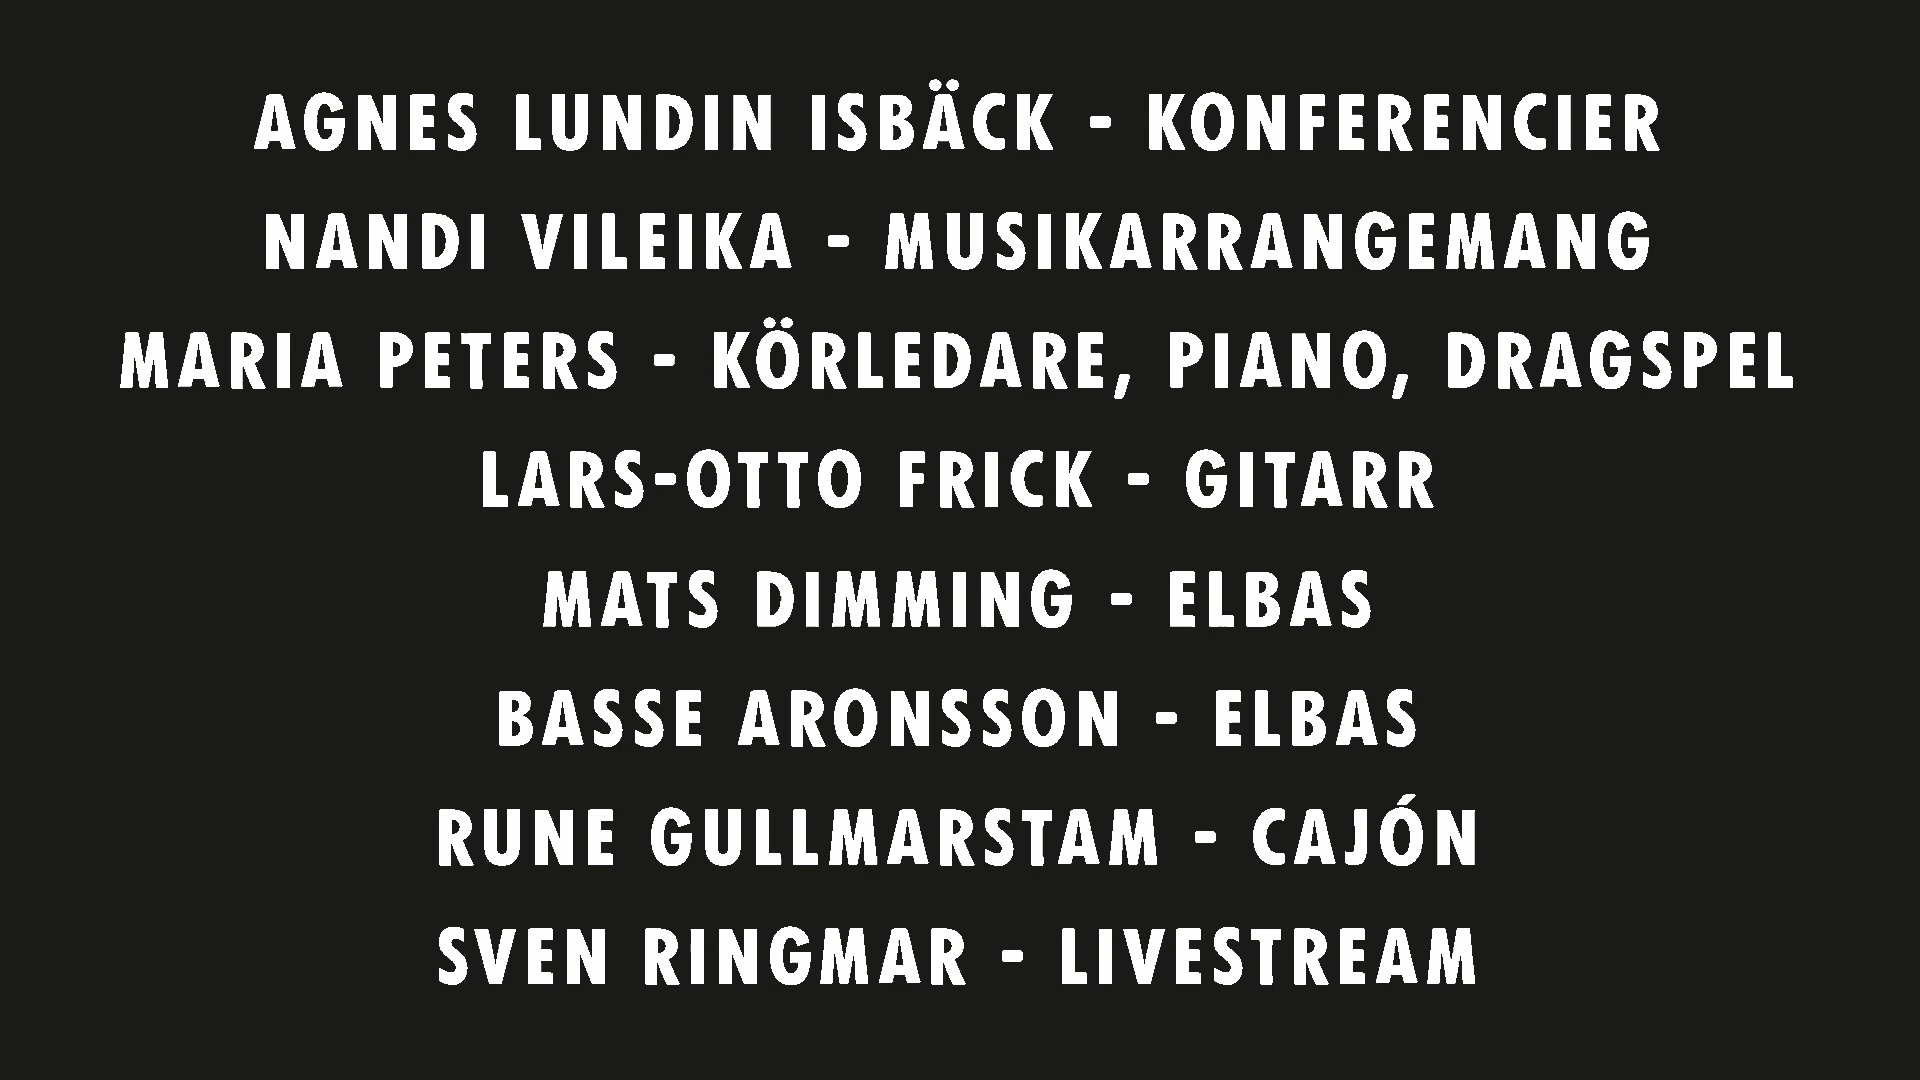 AGNES LUNDIN ISBÄCK - KONFERENCIER
NANDI VILEIKA - MUSIKARRANGEMANG
MARIA PETERS - KÖRLEDARE, PIANO, DRAGSPEL
LARS-OTTO FRICK - GITARR
MATS DIMMING - ELBAS
BASSE ARONSSON - ELBAS
RUNE GULLMARSTAM - CAJÓN
SVEN RINGMAR - LIVESTREAM